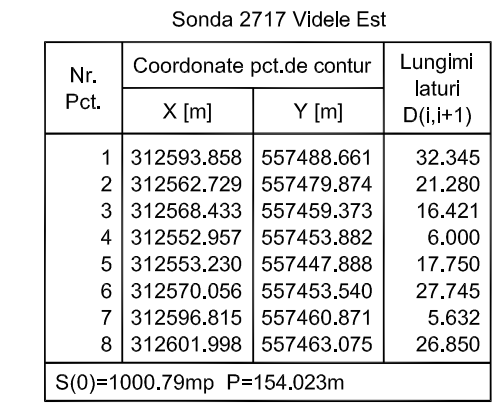 Sonda 2717 Videle Est
Nr. Pct. Coordonate pct.de contur Lungimi laturi D(i,i+1)
X [m] Y [m]
1 312593.858 557488.661 32.345
2 312562.729 557479.874 21.280
3 312568.433 557459.373 16.421
4 312552.957 557453.882 6.000
5 312553.230 557447.888 17.750
6 312570.056 557453.540 27.745
7 312596.815 557460.871 5.632
8 312601.998 557463.075 26.850
S(0)=1000.79mp P=154.023m